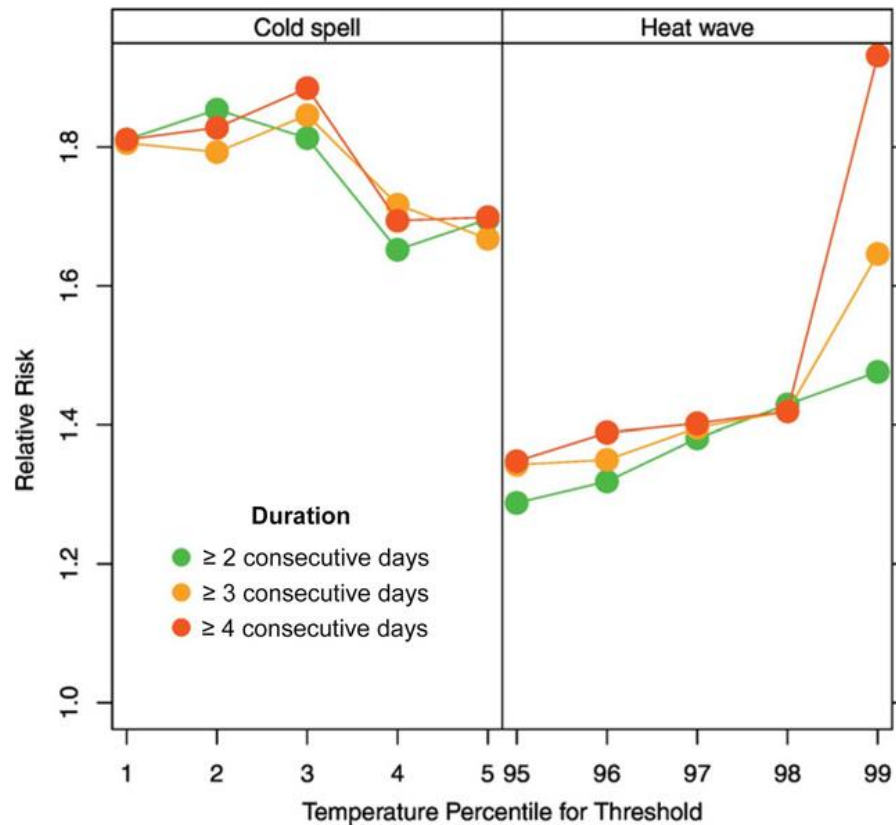 Cold spell
Heat wave
1.8
1.6
1.4
1.2
1.0
Relative Risk
Duration
≥ 2 consecutive days
≥ 3 consecutive days
≥ 4 consecutive days
1 2 3 4 5 95 96 97 98 99
Temperature Percentile for Threshold